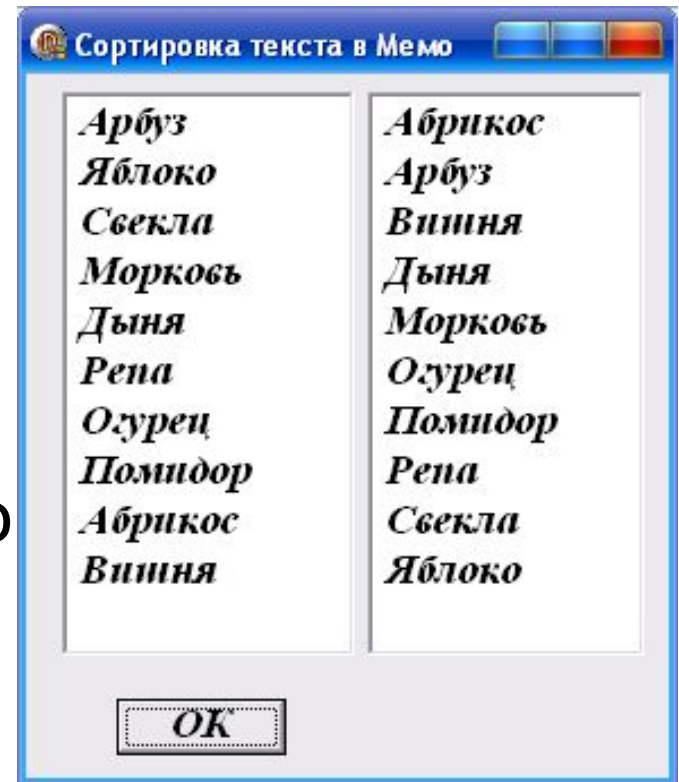 Сортировка текста в Мемо
Арбуз
Яблоко
Свекла
Морковь
Дыня
Репа
Огурец
Помидор
Абрикос
Вишня
Абрикос
Арбуз
Вишня
Дыня
Морковь
Огурец
Помидор
Репа
Свекла
Яблоко
ОК